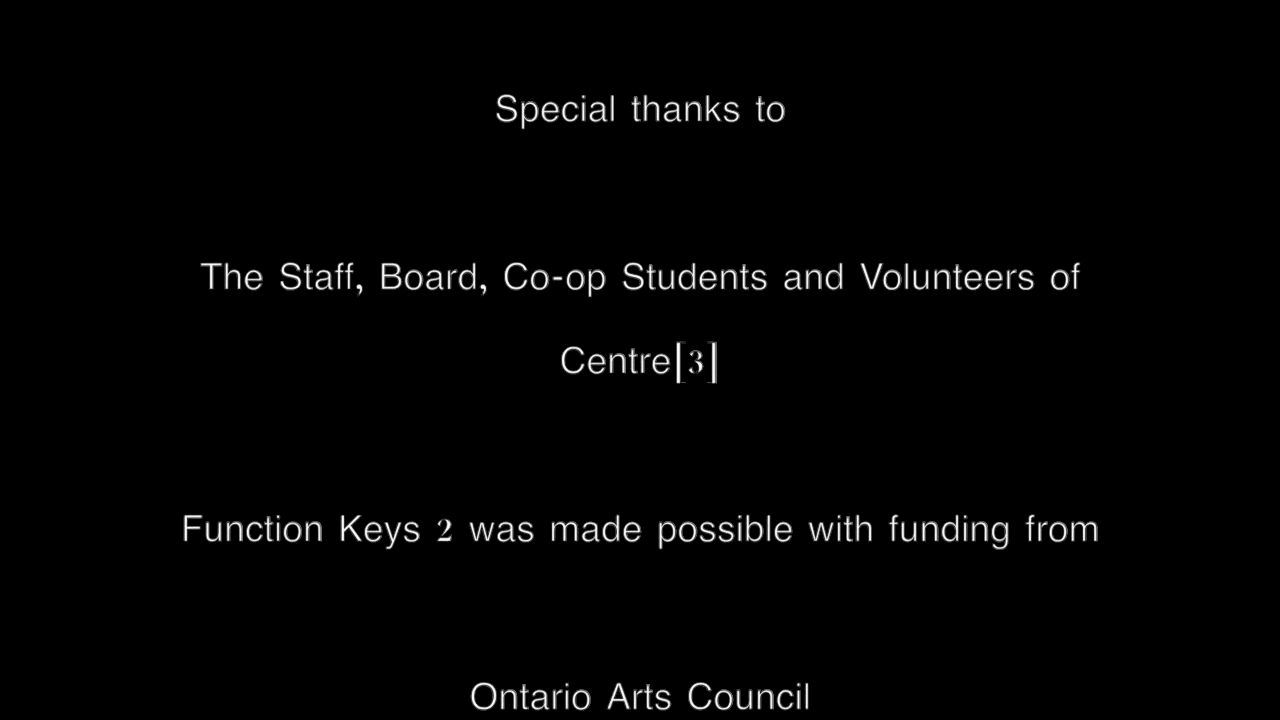 Special thanks to
The Staff, Board, Co-op Students and Volunteers of
Centre[3]
Function Keys 2 was made possible with funding from
Ontario Arts Council